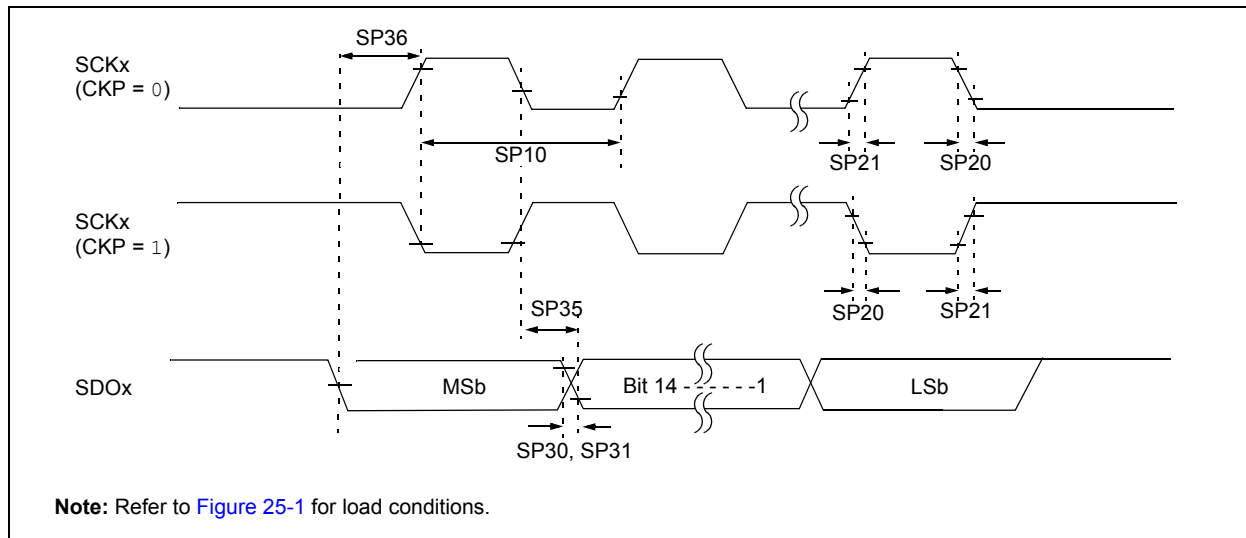 SP36
SCKx
(CKP = 0)
SP10
SP21
SP20
SCKx
(CKP = 1)
SP35
SP20
SP21
SDOx
MSb
Bit 14 - - - - - -1
LSb
SP30, SP31
Note: Refer to Figure 25-1 for load conditions.